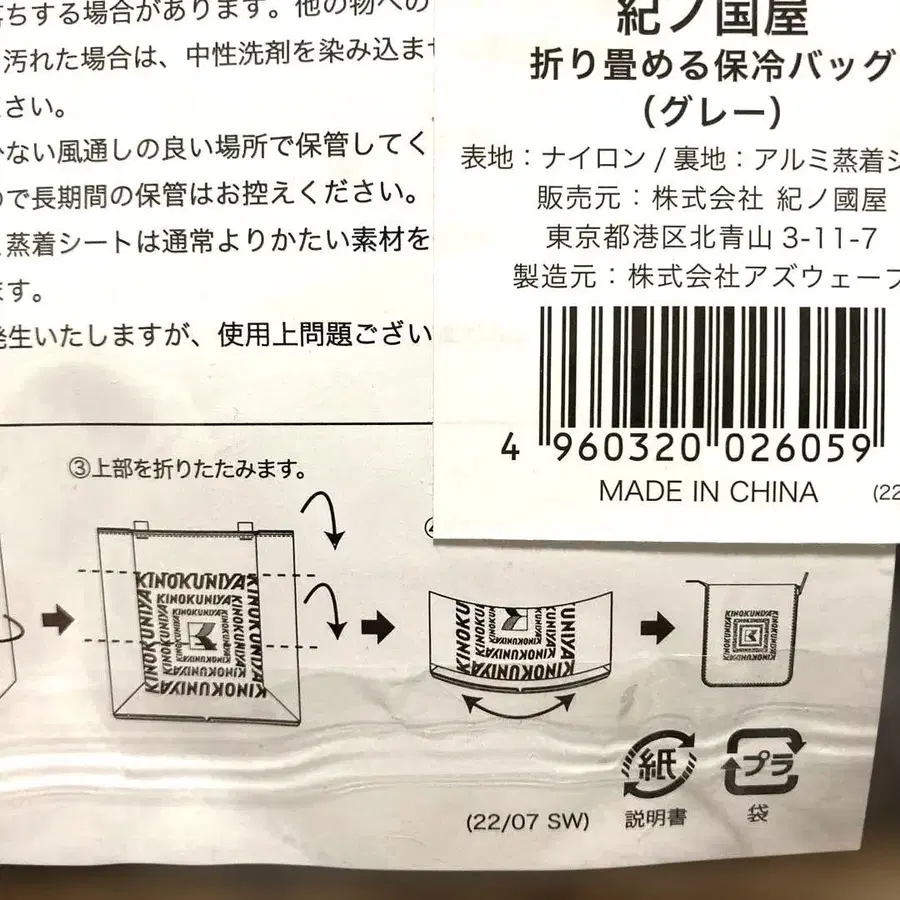 ちする場合があります。他の物への
汚れた場合は、中性洗剤を染み込ませ
さい。
ない風通しの良い場所で保管してく
ので長期間の保管はお控えください。
蒸着シートは通常よりかたい素材を
ます。
発生いたしますが、使用上問題ござい
紀ノ国屋
折り畳める保冷バッグ
（グレー）
表地：ナイロン / 裏地：アルミ蒸着シ
販売元：株式会社 紀ノ國屋
東京都港区北青山 3-11-7
製造元：株式会社アズウェーブ
4 960320 026059
MADE IN CHINA
(22
③上部を折りたたみます。
KINOKUNIYA
KINOKUNIYA
KINOKUNIYA
紙
説明書
プラ
袋
(22/07 SW)